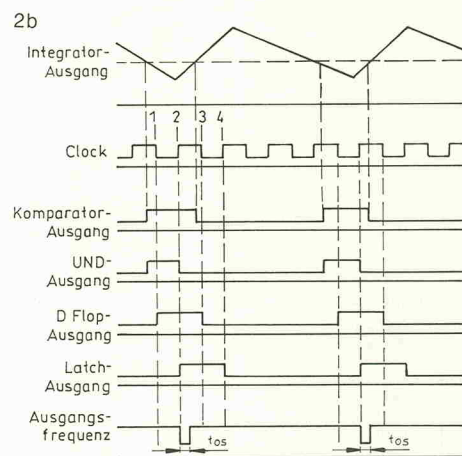 2b
Integrator-
Ausgang
1 2 3 4
Clock
Komparator-
Ausgang
UND-
Ausgang
D Flop-
Ausgang
Latch-
Ausgang
Ausgangs-
frequenz
tos
tos